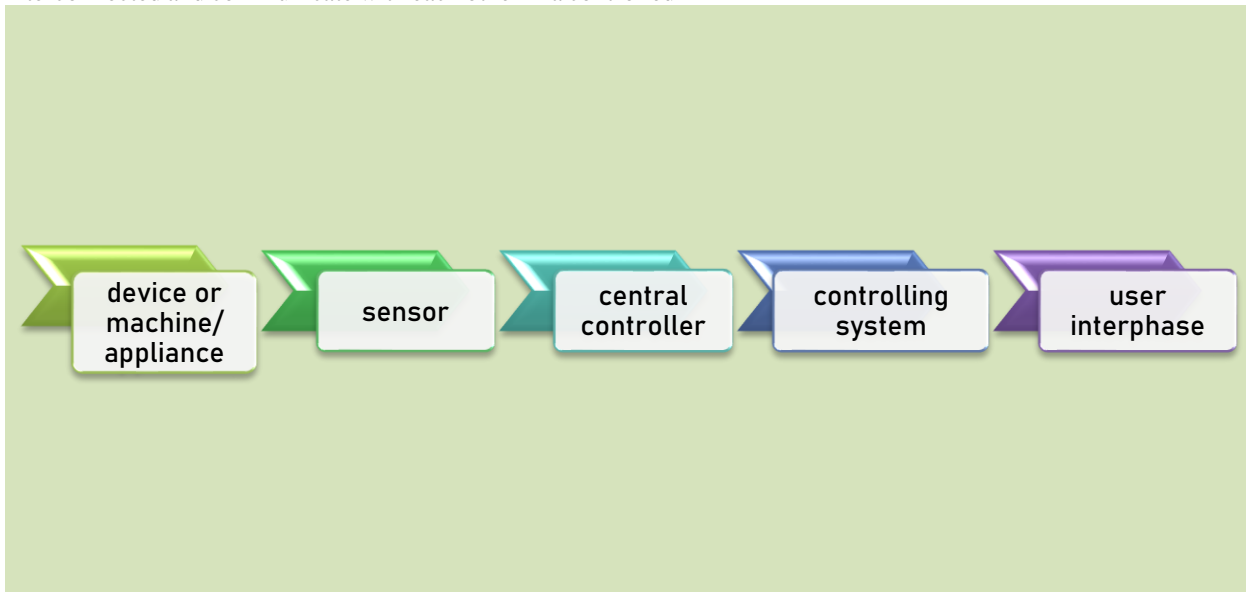 device or
machine/
appliance
sensor
central
controller
controlling
system
user
interphase